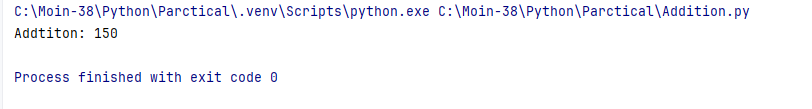 C:\Moin-38\Python\Parctical\.venv\Scripts\python.exe C:\Moin-38\Python\Parctical\Addition.py
Addtiton: 150
Process finished with exit code 0